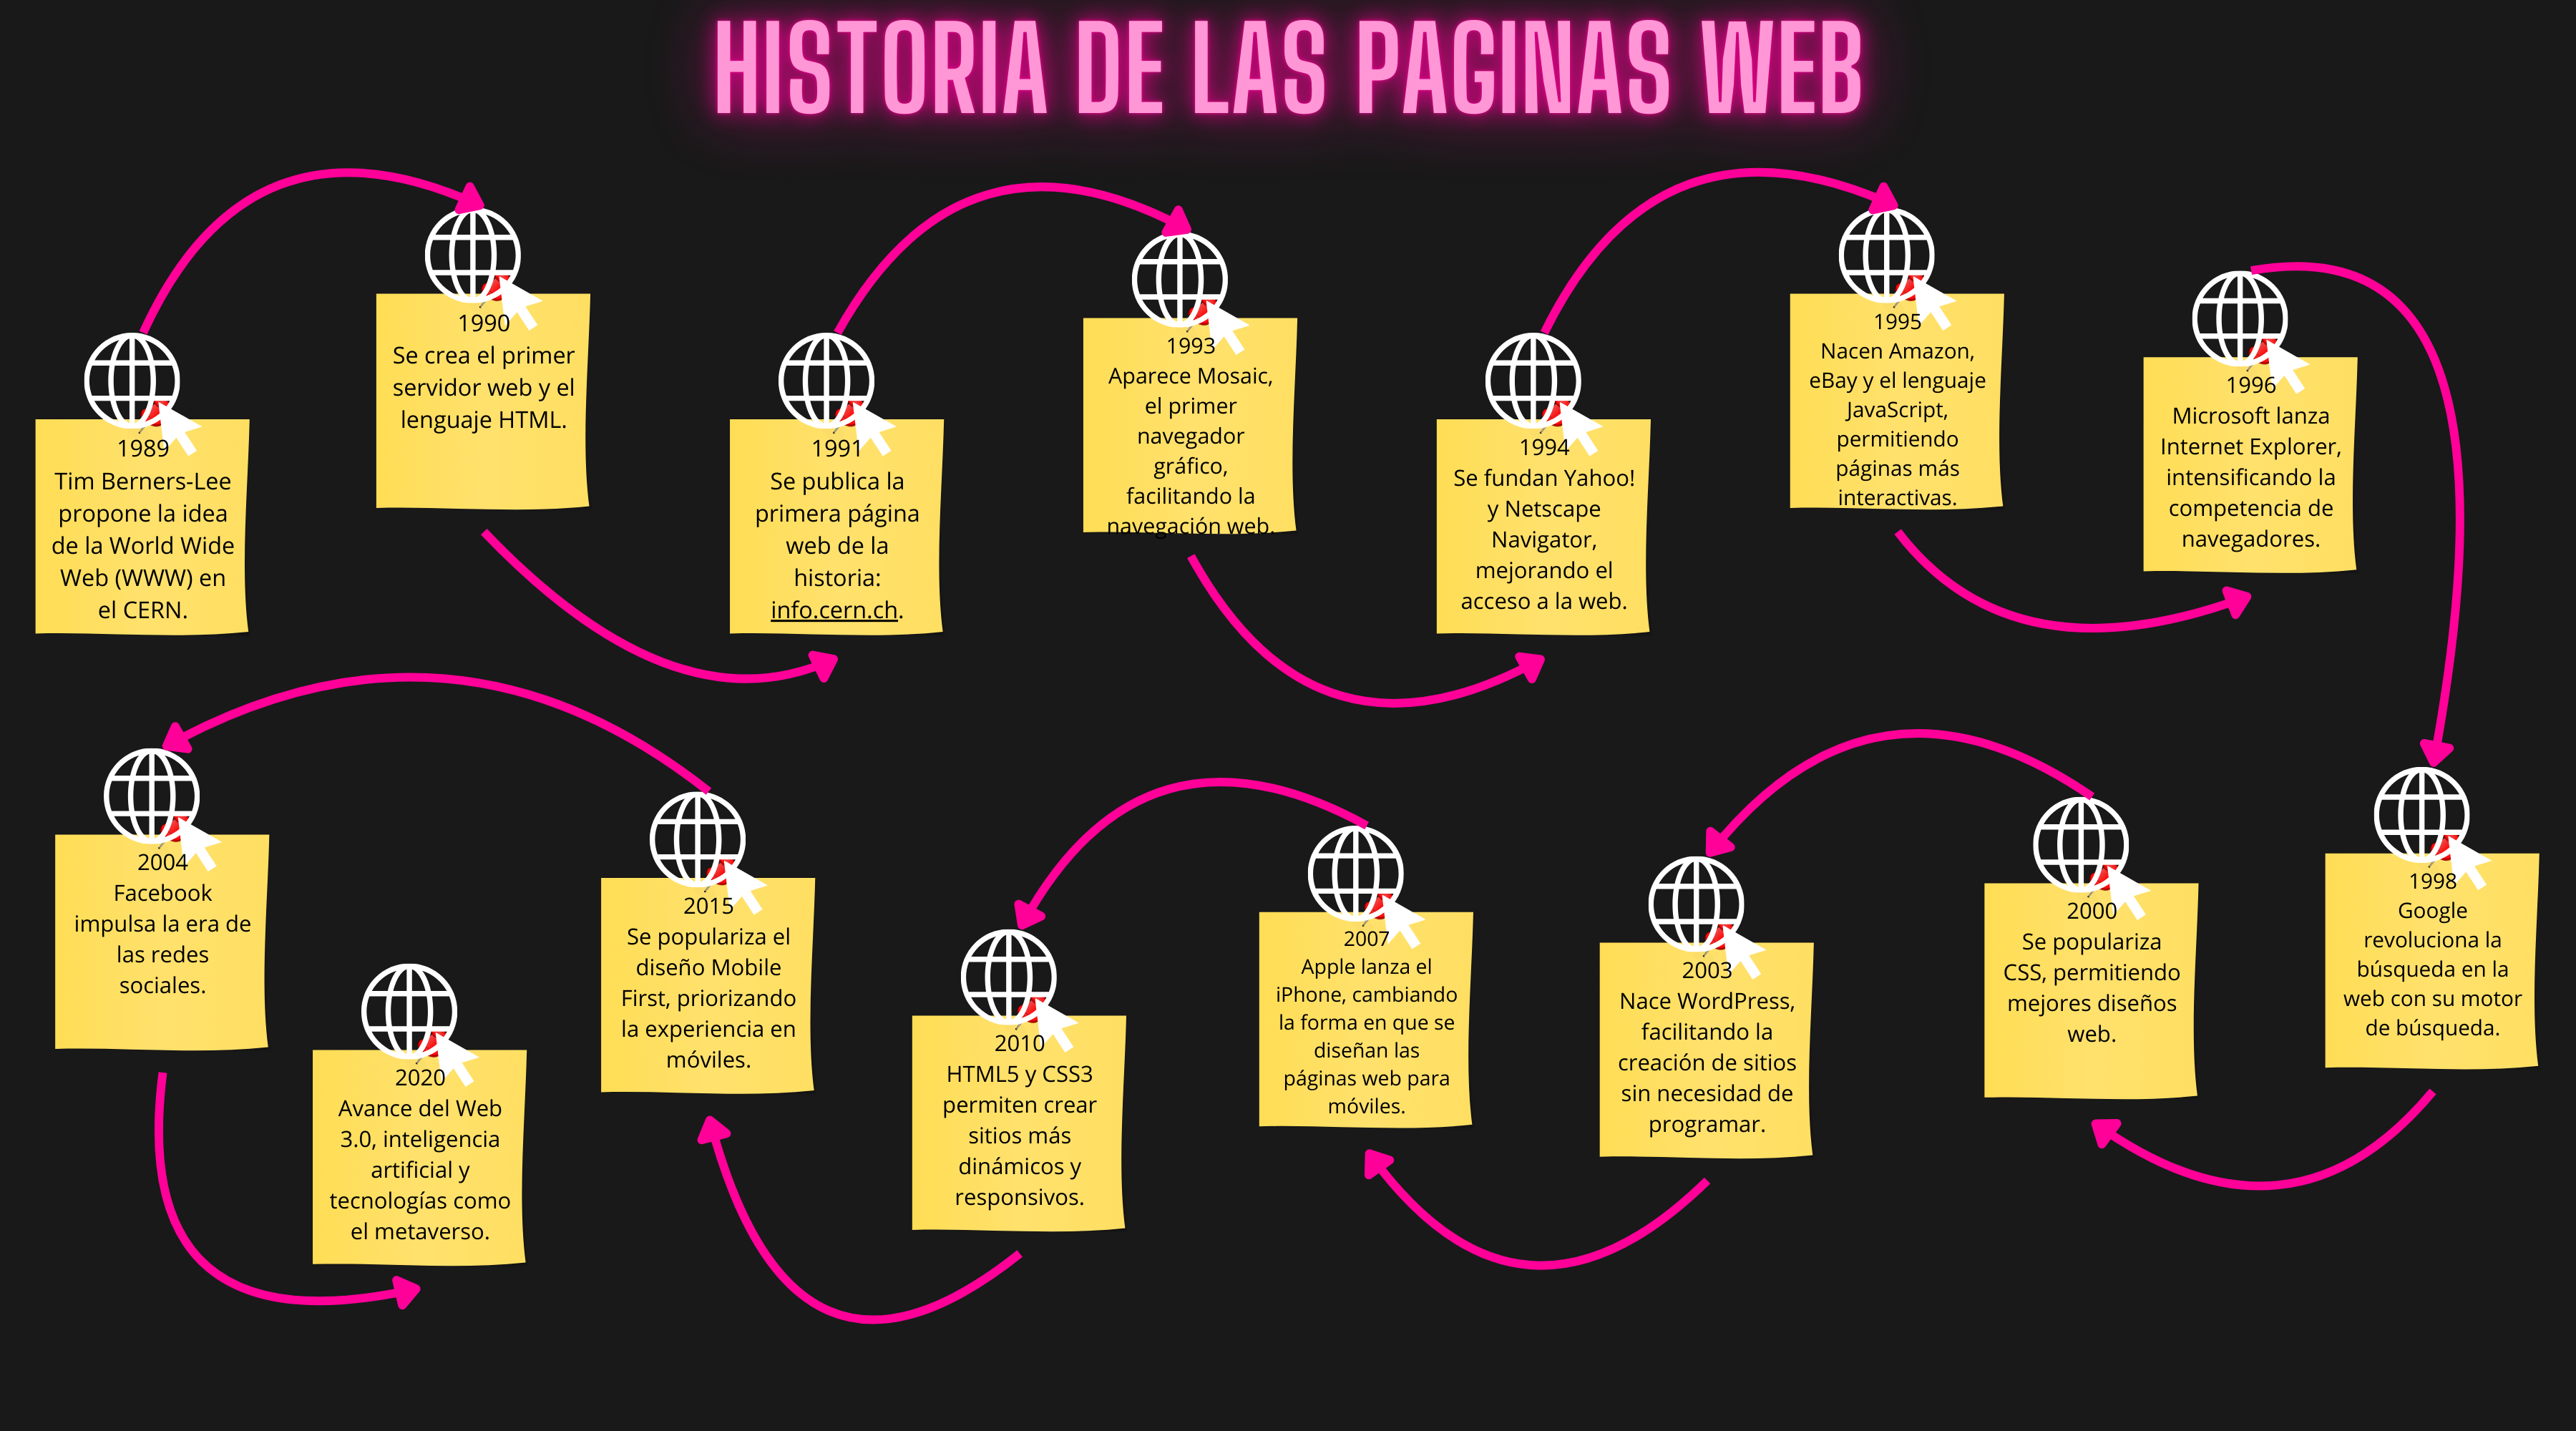 HISTORIA DE LAS PAGINAS WEB
1989
Tim Berners-Lee
propone la idea
de la World Wide
Web (WWW) en
el CERN.
1990
Se crea el primer
servidor web y el
lenguaje HTML.
1991
Se publica la
primera página
web de la
historia:
info.cern.ch.
1993
Aparece Mosaic,
el primer
navegador
gráfico,
facilitando la
navegación web.
1994
Se fundan Yahoo!
y Netscape
Navigator,
mejorando el
acceso a la web.
1995
Nacen Amazon,
eBay y el lenguaje
JavaScript,
permitiendo
páginas más
interactivas.
1996
Microsoft lanza
Internet Explorer,
intensificando la
competencia de
navegadores.
1998
Google
revoluciona la
búsqueda en la
web con su motor
de búsqueda.
2000
Se populariza
CSS, permitiendo
mejores diseños
web.
2003
Nace WordPress,
facilitando la
creación de sitios
sin necesidad de
programar.
2007
Apple lanza el
iPhone, cambiando
la forma en que se
diseñan las
páginas web para
móviles.
2010
HTML5 y CSS3
permiten crear
sitios más
dinámicos y
responsivos.
2015
Se populariza el
diseño Mobile
First, priorizando
la experiencia en
móviles.
2004
Facebook
impulsa la era de
las redes
sociales.
2020
Avance del Web
3.0, inteligencia
artificial y
tecnologías como
el metaverso.